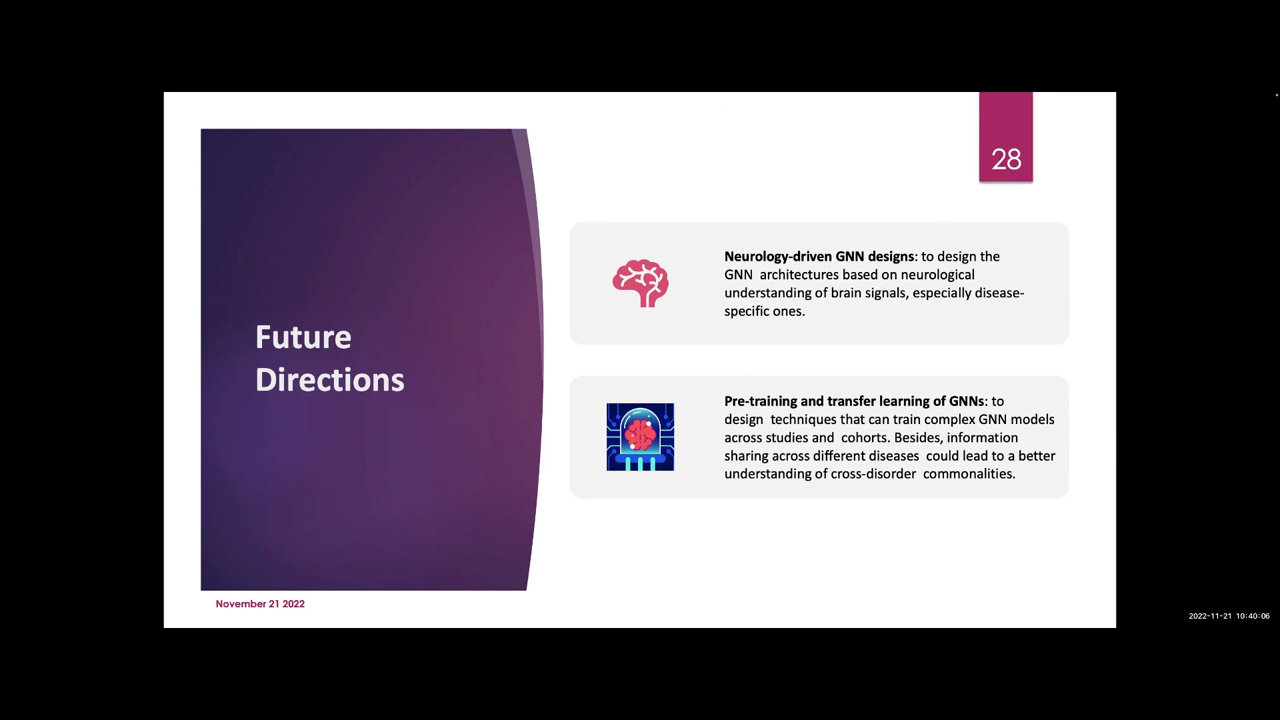 28
Future
Directions
Neurology-driven GNN designs: to design the
GNN architectures based on neurological
understanding of brain signals, especially disease-
specific ones.
Pre-training and transfer learning of GNNs: to
design techniques that can train complex GNN models
across studies and cohorts. Besides, information
sharing across different diseases could lead to a better
understanding of cross-disorder commonalities.
November 21 2022
2022-11-21 10:40:06